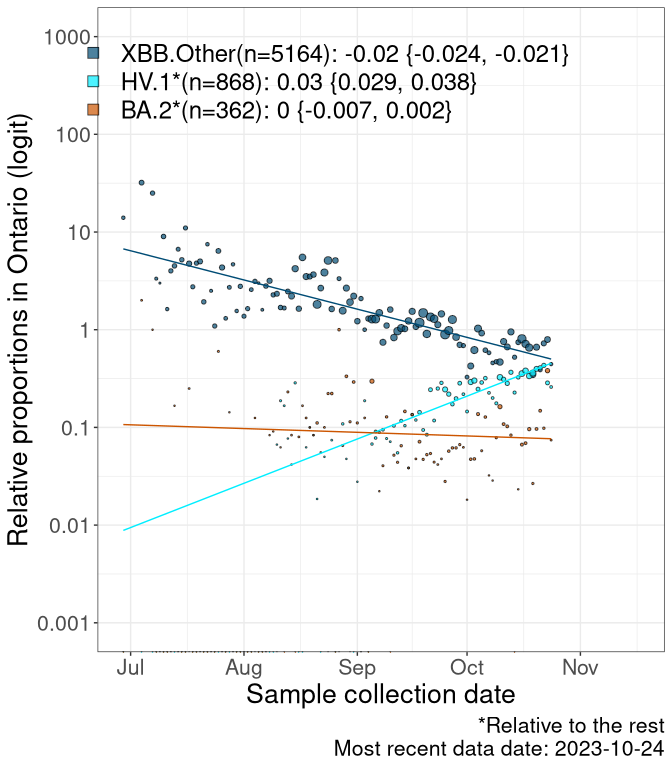 1000
100
10
1
0.1
0.01
0.001
Relative proportions in Ontario (logit)
XBB.Other(n=5164): -0.02 {-0.024, -0.021}
HV.1*(n=868): 0.03 {0.029, 0.038}
BA.2*(n=362): 0 {-0.007, 0.002}
Jul Aug Sep Oct Nov
Sample collection date
*Relative to the rest
Most recent data date: 2023-10-24